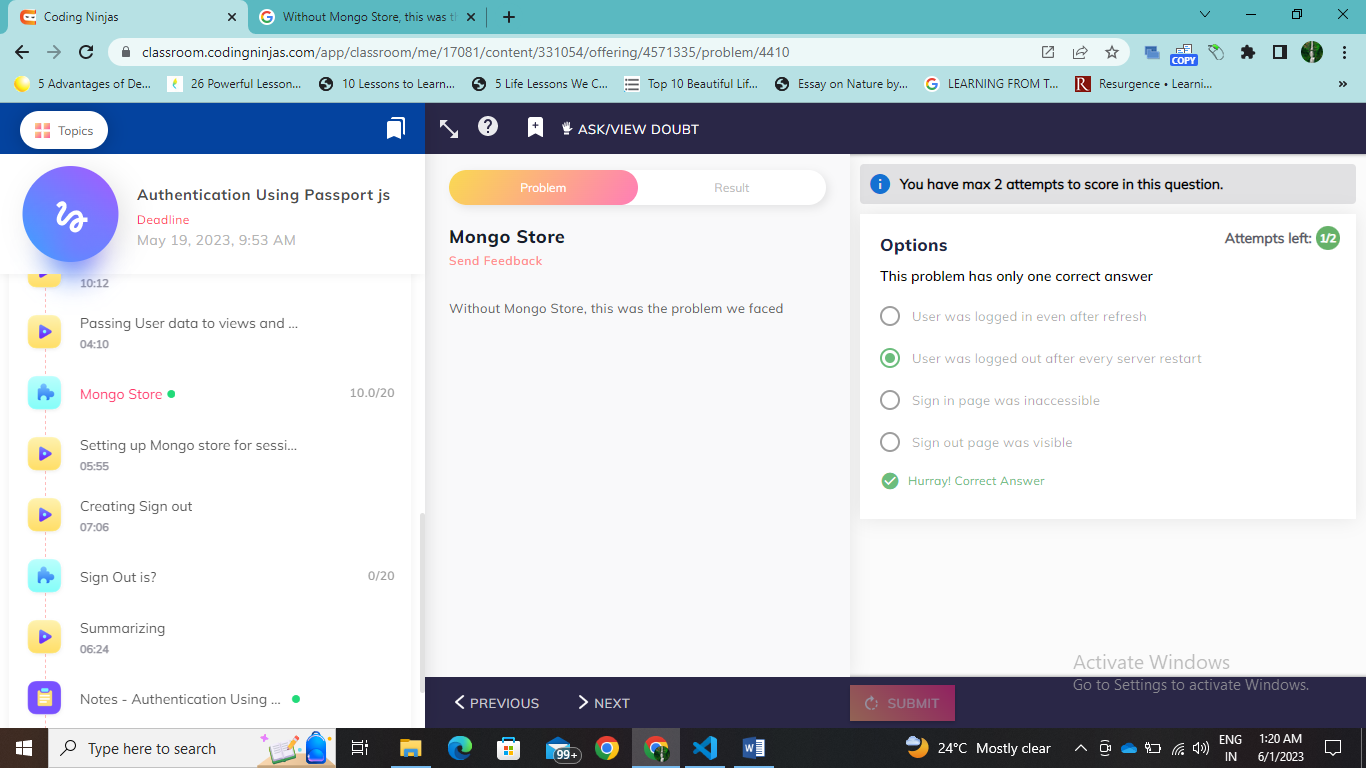 Coding Ninjas
Without Mongo Store, this was th
classroom.codingninjas.com/app/classroom/me/17081/content/331054/offering/4571335/problem/4410
COPY
5 Advantages of De...
26 Powerful Lesson...
10 Lessons to Learn...
5 Life Lessons We C...
Top 10 Beautiful Lif...
Essay on Nature by...
LEARNING FROM T...
Resurgence • Learni...
»
Topics
ASK/VIEW DOUBT
Authentication Using Passport js
Deadline
May 19, 2023, 9:53 AM
10:12
Passing User data to views and ...
04:10
Mongo Store
10.0/20
Setting up Mongo store for sessi...
05:55
Creating Sign out
07:06
Sign Out is?
0/20
Summarizing
06:24
Notes - Authentication Using ...
Problem
Result
Mongo Store
Send Feedback
Without Mongo Store, this was the problem we faced
You have max 2 attempts to score in this question.
Options
Attempts left: 1/2
This problem has only one correct answer
User was logged in even after refresh
User was logged out after every server restart
Sign in page was inaccessible
Sign out page was visible
Hurray! Correct Answer
Activate Windows
Go to Settings to activate Windows.
PREVIOUS
NEXT
SUBMIT
Type here to search
99+
24°C Mostly clear
ENG
IN
1:20 AM
6/1/2023